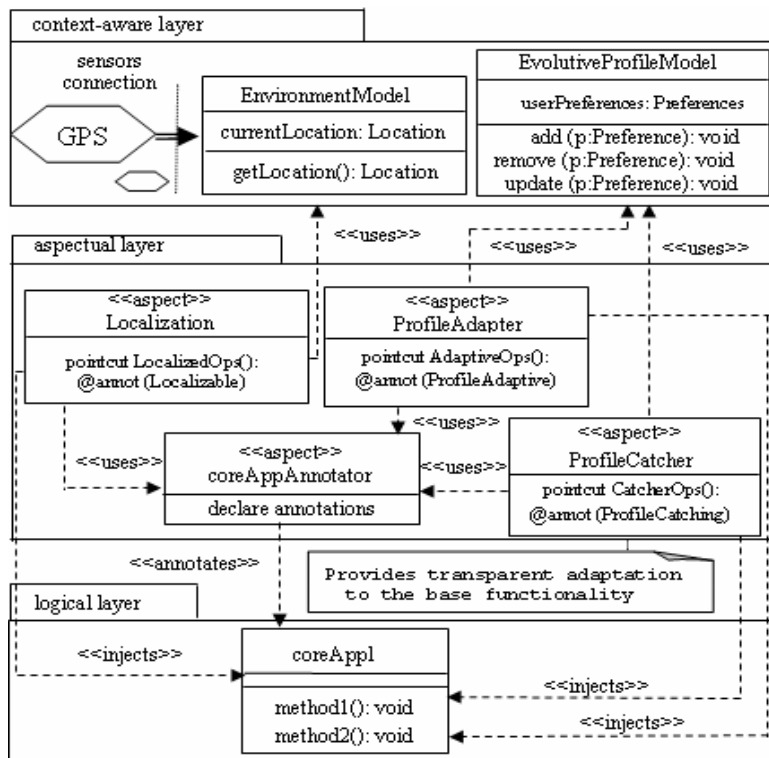 context-aware layer
sensors
connection
GPS
EnvironmentModel
currentLocation: Location
getLocation(): Location
EvolutiveProfileModel
userPreferences: Preferences
add (p:Preference): void
remove (p:Preference): void
update (p:Preference): void
<<uses>>
<<uses>>
<<uses>>
aspectual layer
<<aspect>>
Localization
pointcut LocalizedOps():
@annot (Localizable)
<<aspect>>
ProfileAdapter
pointcut AdaptiveOps():
@annot (ProfileAdaptive)
<<uses>>
<<uses>>
<<uses>>
<<aspect>>
coreAppAnnotator
declare annotations
<<aspect>>
ProfileCatcher
pointcut CatcherOps():
@annot (ProfileCatching)
<<annotates>>
Provides transparent adaptation
to the base functionality
logical layer
<<injects>>
coreAppl
method1(): void
method2(): void
<<injects>>
<<injects>>